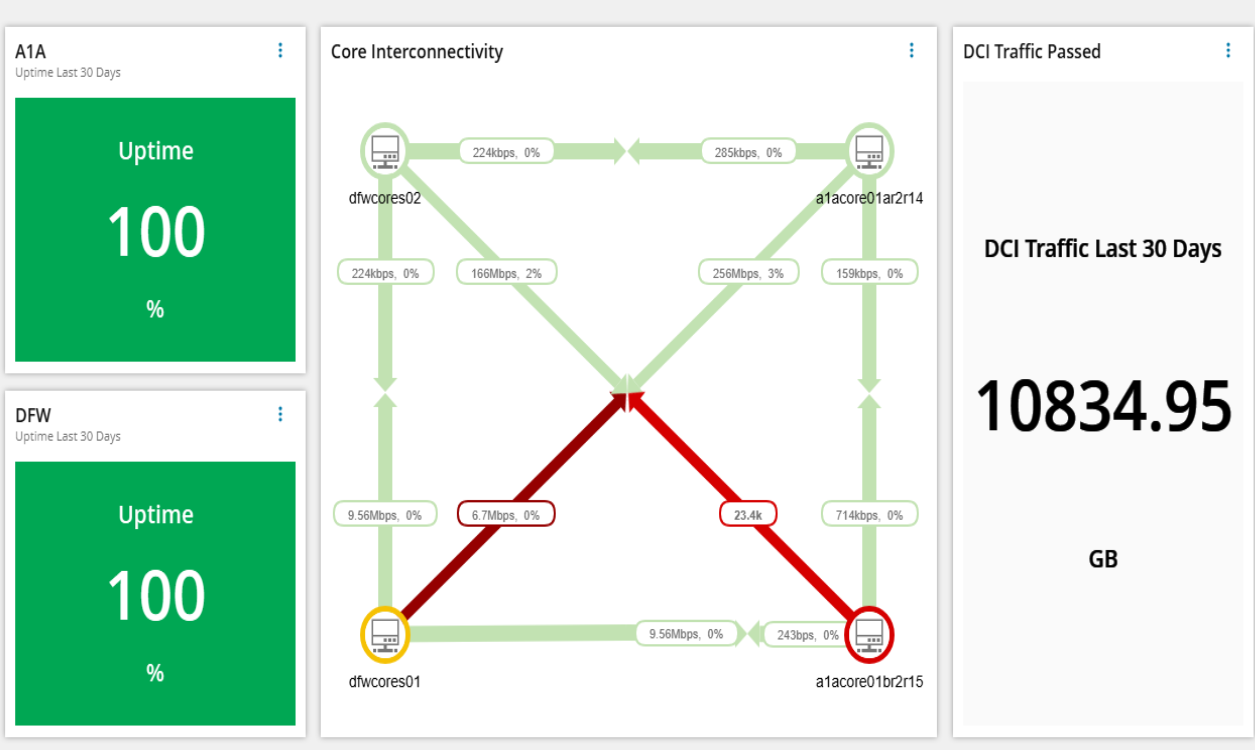 A1A
Uptime Last 30 Days
Uptime
100
%
DFW
Uptime Last 30 Days
Uptime
100
%
Core Interconnectivity
224kbps, 0%
285kbps, 0%
dfwcores02
a1acore01ar2r14
224kbps, 0%
166Mbps, 2%
256Mbps, 3%
159kbps, 0%
9.56Mbps, 0%
6.7Mbps, 0%
23.4k
714kbps, 0%
9.56Mbps, 0%
243bps, 0%
dfwcores01
a1acore01br2r15
DCI Traffic Passed
DCI Traffic Last 30 Days
10834.95
GB